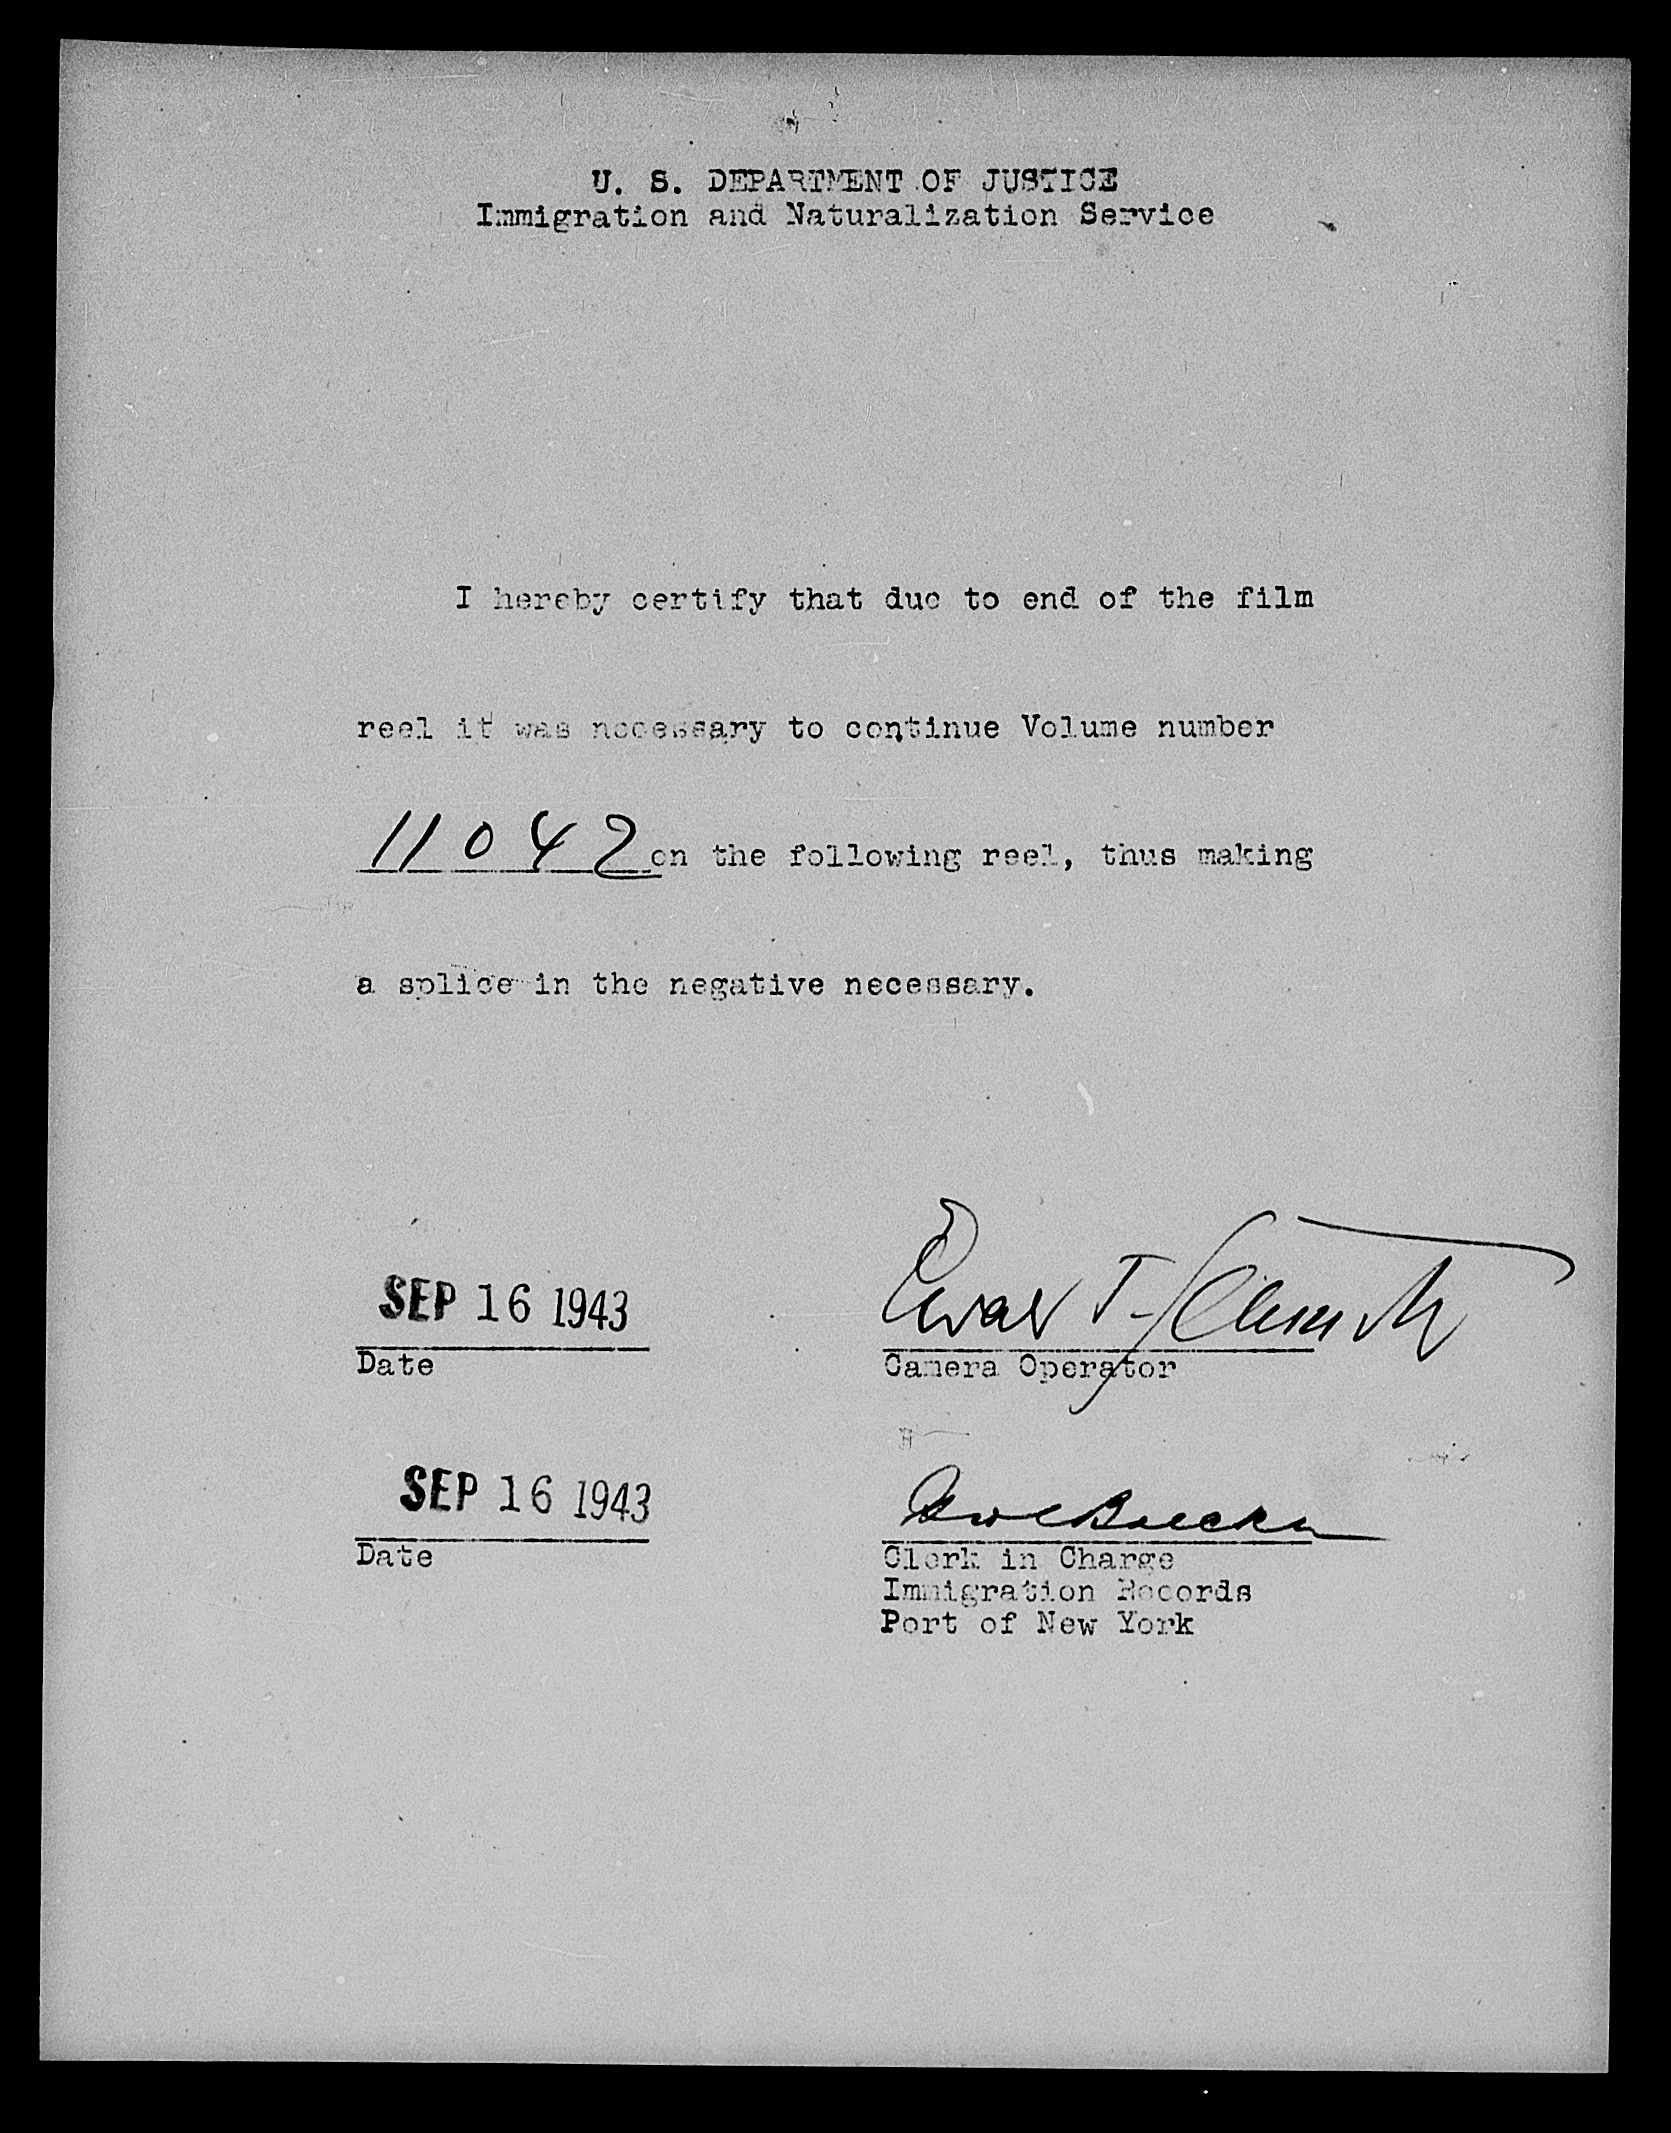 U. S. DEPARTMENT OF JUSTICE
Immigration and Naturalization Service
I hereby certify that due to end of the film
reel it was necessary to continue Volume number
11042 on the following reel, thus making
a splice in the negative necessary.
SEP 16 1943
Date
Camera Operator
SEP 16 1943
Date
Clerk in Charge
Immigration Records
Port of New York